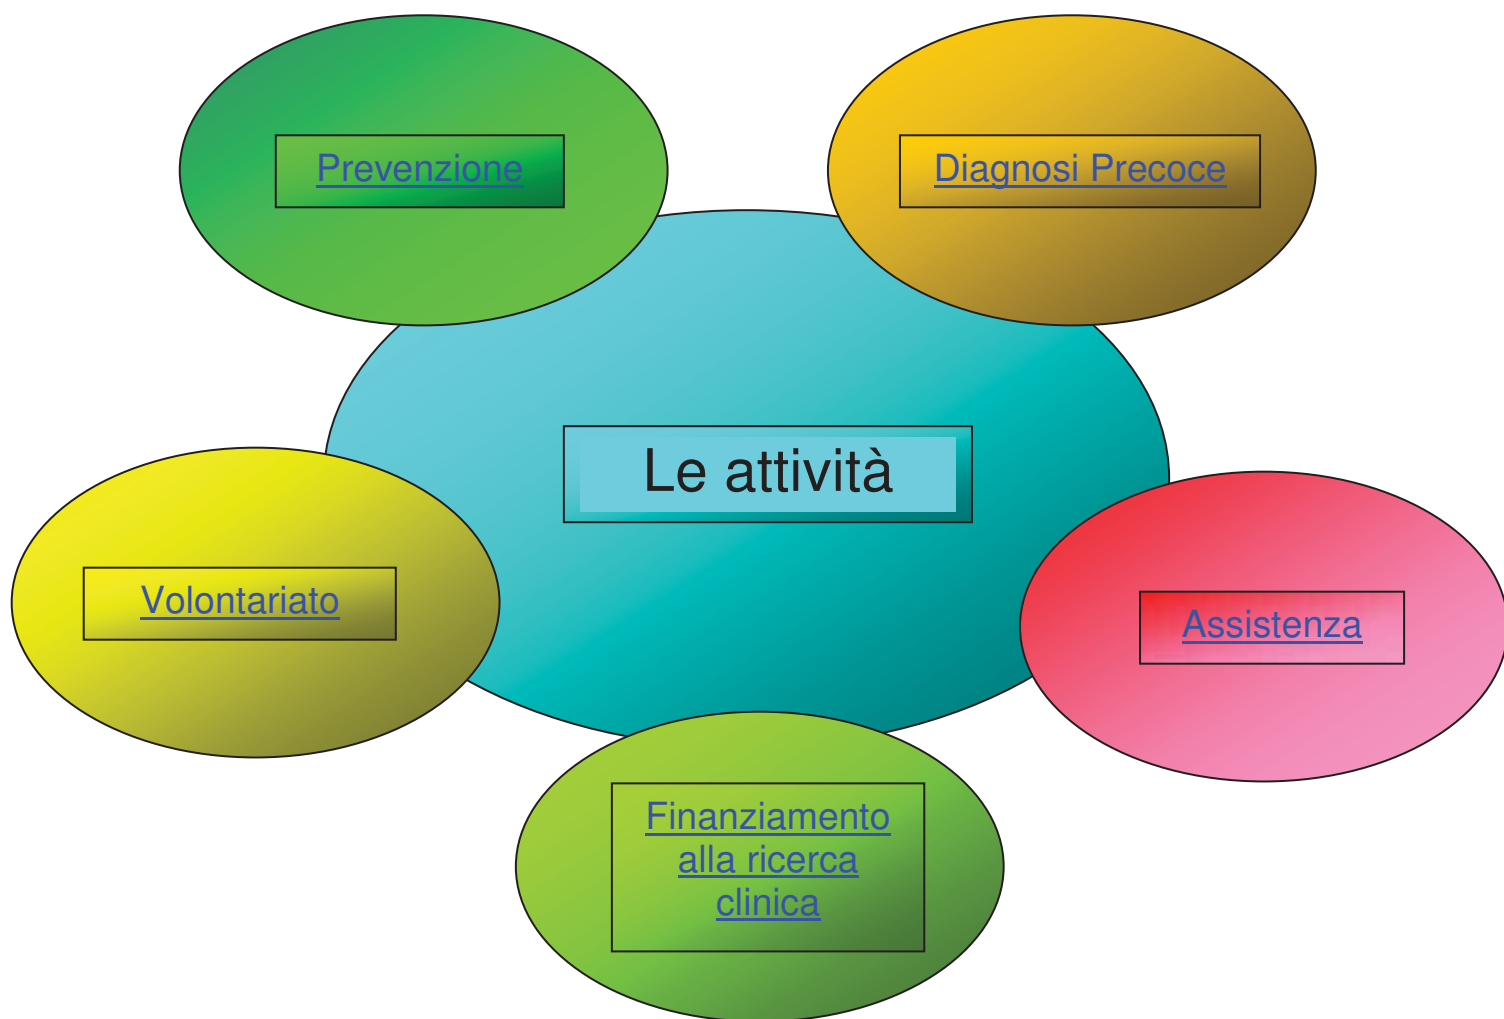 Prevenzione
Diagnosi Precoce
Le attività
Volontariato
Assistenza
Finanziamento
alla ricerca
clinica